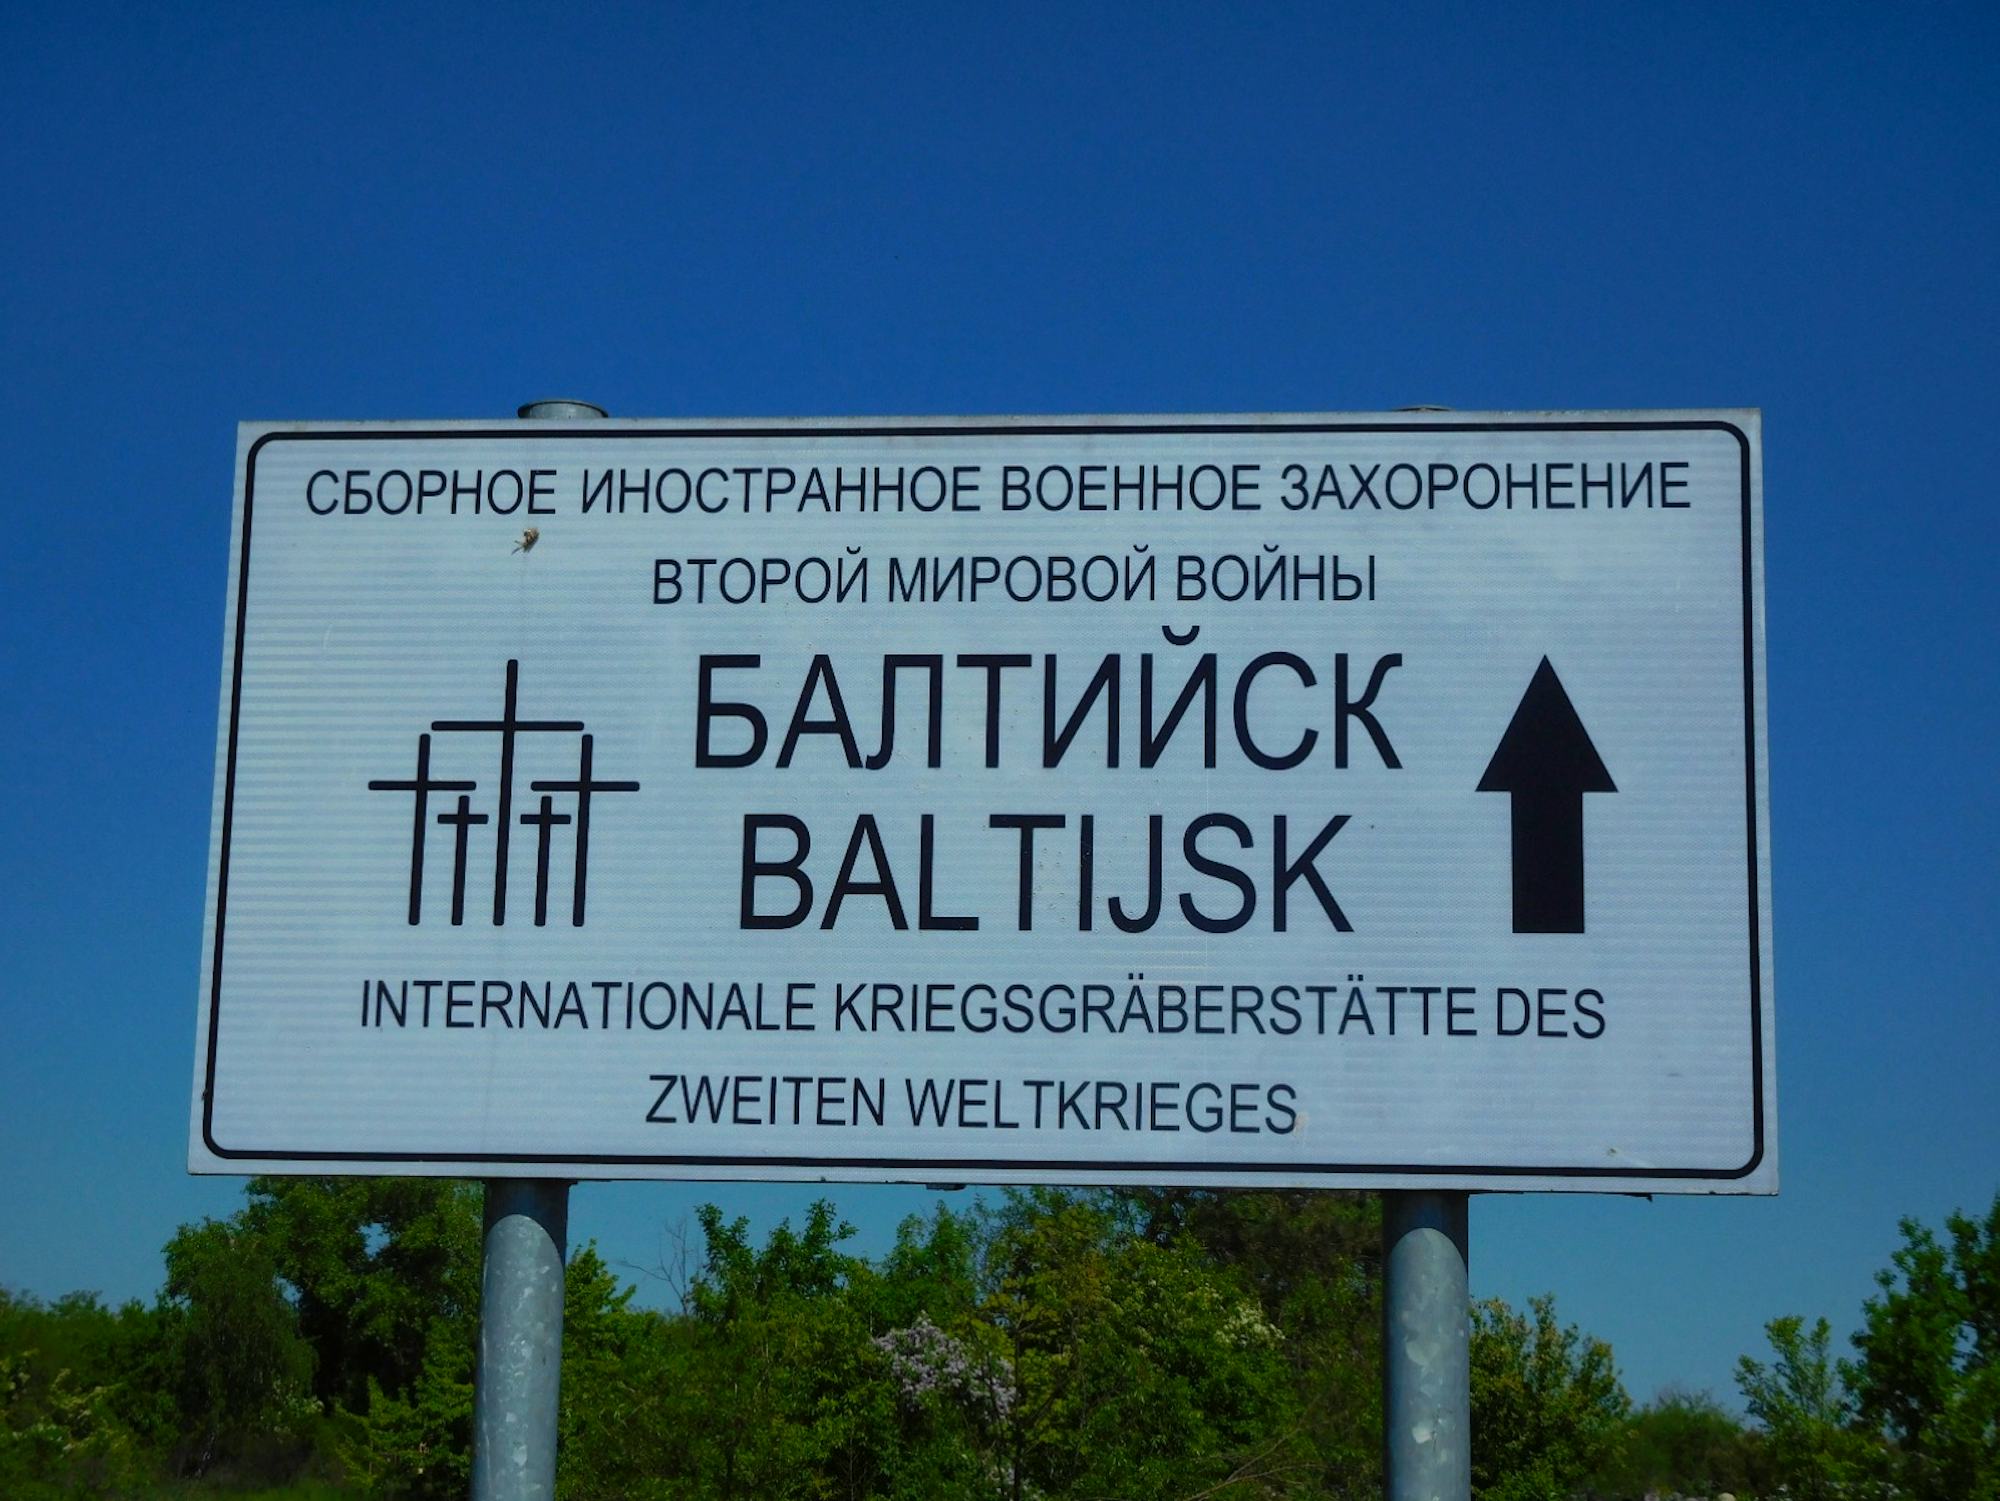 СБОРНОЕ ИНОСТРАННОЕ ВОЕННОЕ ЗАХОРОНЕНИЕ
ВТОРОЙ МИРОВОЙ ВОЙНЫ
БАЛТИЙСК
BALTIJSK
INTERNATIONALE KRIEGSGRÄBERSTÄTTE DES
ZWEITEN WELTKRIEGES